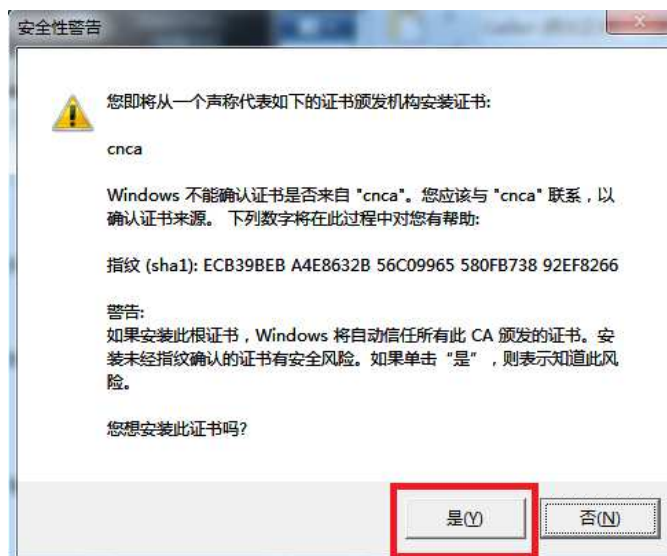 安全性警告
您即将从一个声称代表如下的证书颁发机构安装证书:
cnca
Windows 不能确认证书是否来自 "cnca"。您应该与 "cnca" 联系，以
确认证书来源。 下列数字将在此过程中对您有帮助:
指纹 (sha1): ECB39BEB A4E8632B 56C09965 580FB738 92EF8266
警告:
如果安装此根证书，Windows 将自动信任所有此 CA 颁发的证书。安
装未经指纹确认的证书有安全风险。如果单击“是”，则表示知道此风
险。
您想安装此证书吗?
是(Y)
否(N)